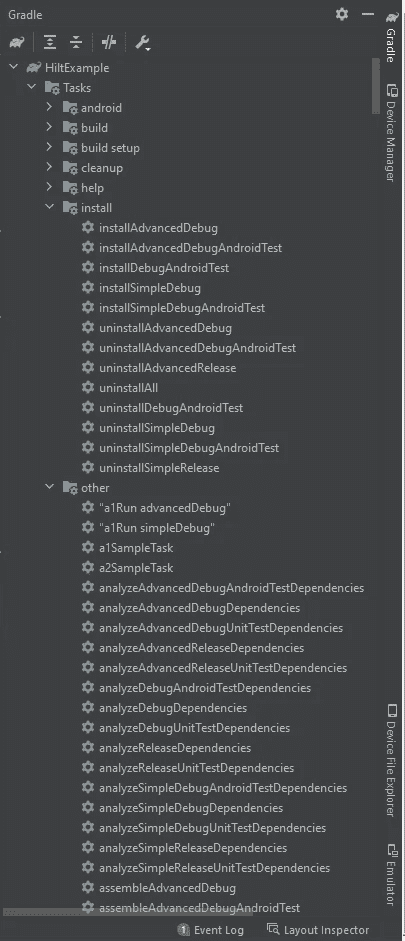 Gradle
HiltExample
Tasks
android
build
build setup
cleanup
help
install
installAdvancedDebug
installAdvancedDebugAndroidTest
installDebugAndroidTest
installSimpleDebug
installSimpleDebugAndroidTest
uninstallAdvancedDebug
uninstallAdvancedDebugAndroidTest
uninstallAdvancedRelease
uninstallAll
uninstallDebugAndroidTest
uninstallSimpleDebug
uninstallSimpleDebugAndroidTest
uninstallSimpleRelease
other
"a1Run advancedDebug"
"a1Run simpleDebug"
a1SampleTask
a2SampleTask
analyzeAdvancedDebugAndroidTestDependencies
analyzeAdvancedDebugDependencies
analyzeAdvancedDebugUnitTestDependencies
analyzeAdvancedReleaseDependencies
analyzeAdvancedReleaseUnitTestDependencies
analyzeDebugAndroidTestDependencies
analyzeDebugDependencies
analyzeDebugUnitTestDependencies
analyzeReleaseDependencies
analyzeReleaseUnitTestDependencies
analyzeSimpleDebugAndroidTestDependencies
analyzeSimpleDebugDependencies
analyzeSimpleDebugUnitTestDependencies
analyzeSimpleReleaseDependencies
analyzeSimpleReleaseUnitTestDependencies
assembleAdvancedDebug
assembleAdvancedDebugAndroidTest
Gradle
Device Manager
Device File Explorer
Emulator
1 Event Log
Layout Inspector